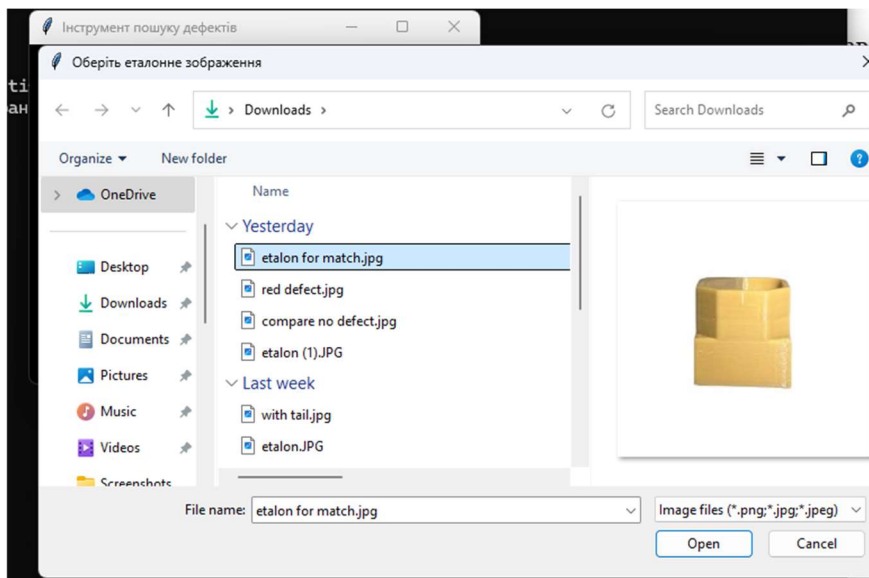 Інструмент пошуку дефектів
Оберіть еталонне зображення
Downloads
Search Downloads
Organize
New folder
OneDrive
Desktop
Downloads
Documents
Pictures
Music
Videos
Screenshots
Name
Yesterday
etalon for match.jpg
red defect.jpg
compare no defect.jpg
etalon (1).JPG
Last week
with tail.jpg
etalon.JPG
File name: etalon for match.jpg
Image files (*.png;*.jpg;*.jpeg)
Open
Cancel